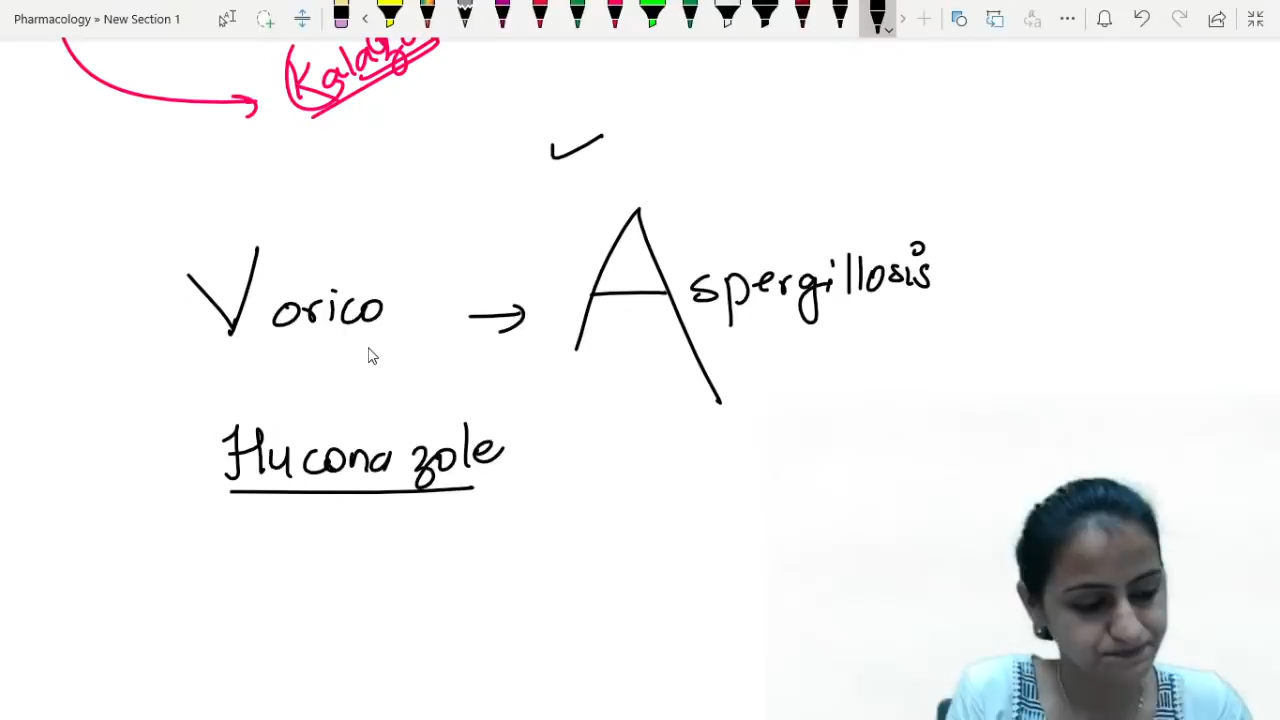 Pharmacology » New Section 1
Vorico → Aspergillosis
Fluconazole